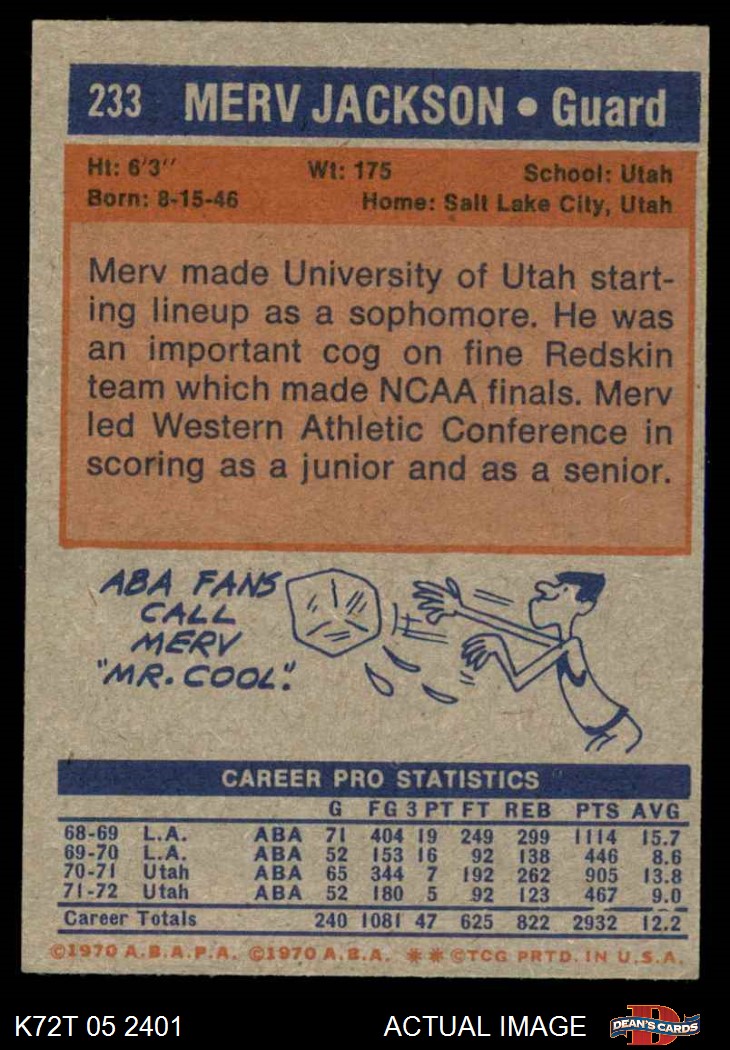 233 MERV JACKSON • Guard
Ht: 6'3" Wt: 175 School: Utah
Born: 8-15-46 Home: Salt Lake City, Utah
Merv made University of Utah start-
ing lineup as a sophomore. He was
an important cog on fine Redskin
team which made NCAA finals. Merv
led Western Athletic Conference in
scoring as a junior and as a senior.
ABA FANS
CALL
MERV
"MR. COOL".
CAREER PRO STATISTICS
G FG 3 PT FT REB PTS AVG
68-69 L.A. ABA 71 404 19 249 299 1114 15.7
69-70 L.A. ABA 52 153 16 92 138 446 8.6
70-71 Utah ABA 65 344 7 192 262 905 13.8
71-72 Utah ABA 52 180 5 92 123 467 9.0
Career Totals 240 1081 47 625 822 2932 12.2
©1970 A.B.A.P.A. ©1970 A.B.A. ** ©TCG PRTD. IN U.S.A.
K72T 05 2401 ACTUAL IMAGE D DEAN'S CARDS